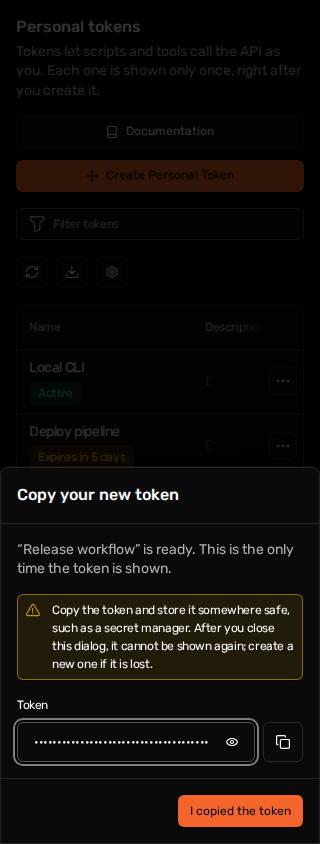 Personal tokens
Tokens let scripts and tools call the API as
you. Each one is shown only once, right after
you create it.
Documentation
Create Personal Token
Filter tokens
Name
Local CLI
Active
Deploy pipeline
Expires in 5 days
Copy your new token
“Release workflow” is ready. This is the only
time the token is shown.
Copy the token and store it somewhere safe,
such as a secret manager. After you close
this dialog, it cannot be shown again; create a
new one if it is lost.
Token
I copied the token